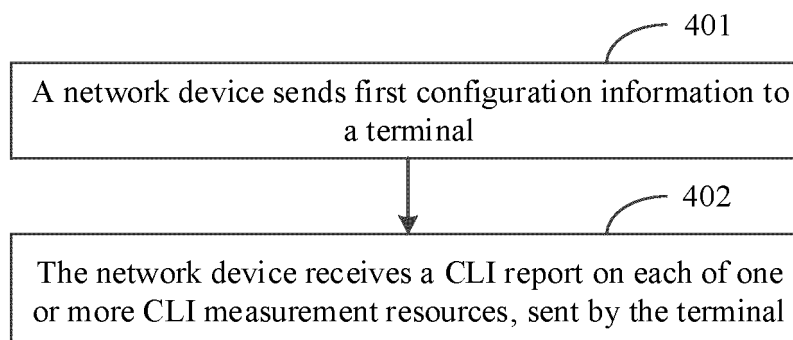 401
A network device sends first configuration information to
a terminal
402
The network device receives a CLI report on each of one
or more CLI measurement resources, sent by the terminal